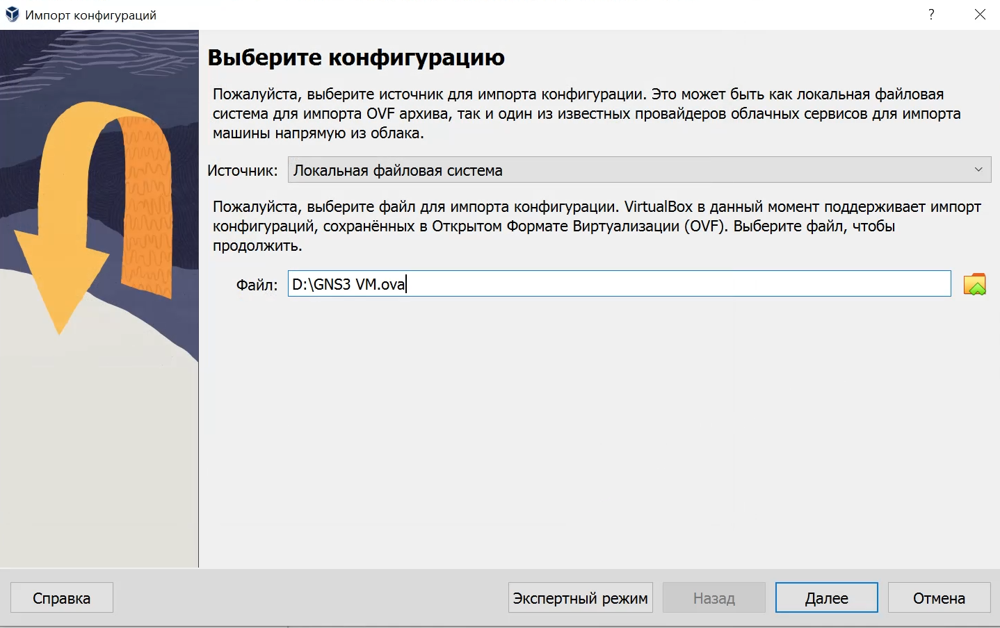 Импорт конфигураций
?
Выберите конфигурацию
Пожалуйста, выберите источник для импорта конфигурации. Это может быть как локальная файловая
система для импорта OVF архива, так и один из известных провайдеров облачных сервисов для импорта
машины напрямую из облака.
Источник: Локальная файловая система
Пожалуйста, выберите файл для импорта конфигурации. VirtualBox в данный момент поддерживает импорт
конфигураций, сохранённых в Открытом Формате Виртуализации (OVF). Выберите файл, чтобы
продолжить.
Файл: D:\GNS3 VM.ova
Справка Экспертный режим Назад Далее Отмена